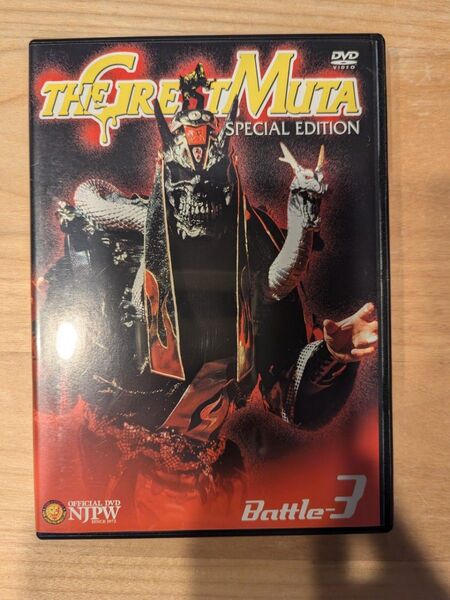 DVD
VIDEO
THE GREAT MUTA
SPECIAL EDITION
OFFICIAL DVD
NJPW
SINCE 1972
Battle-3